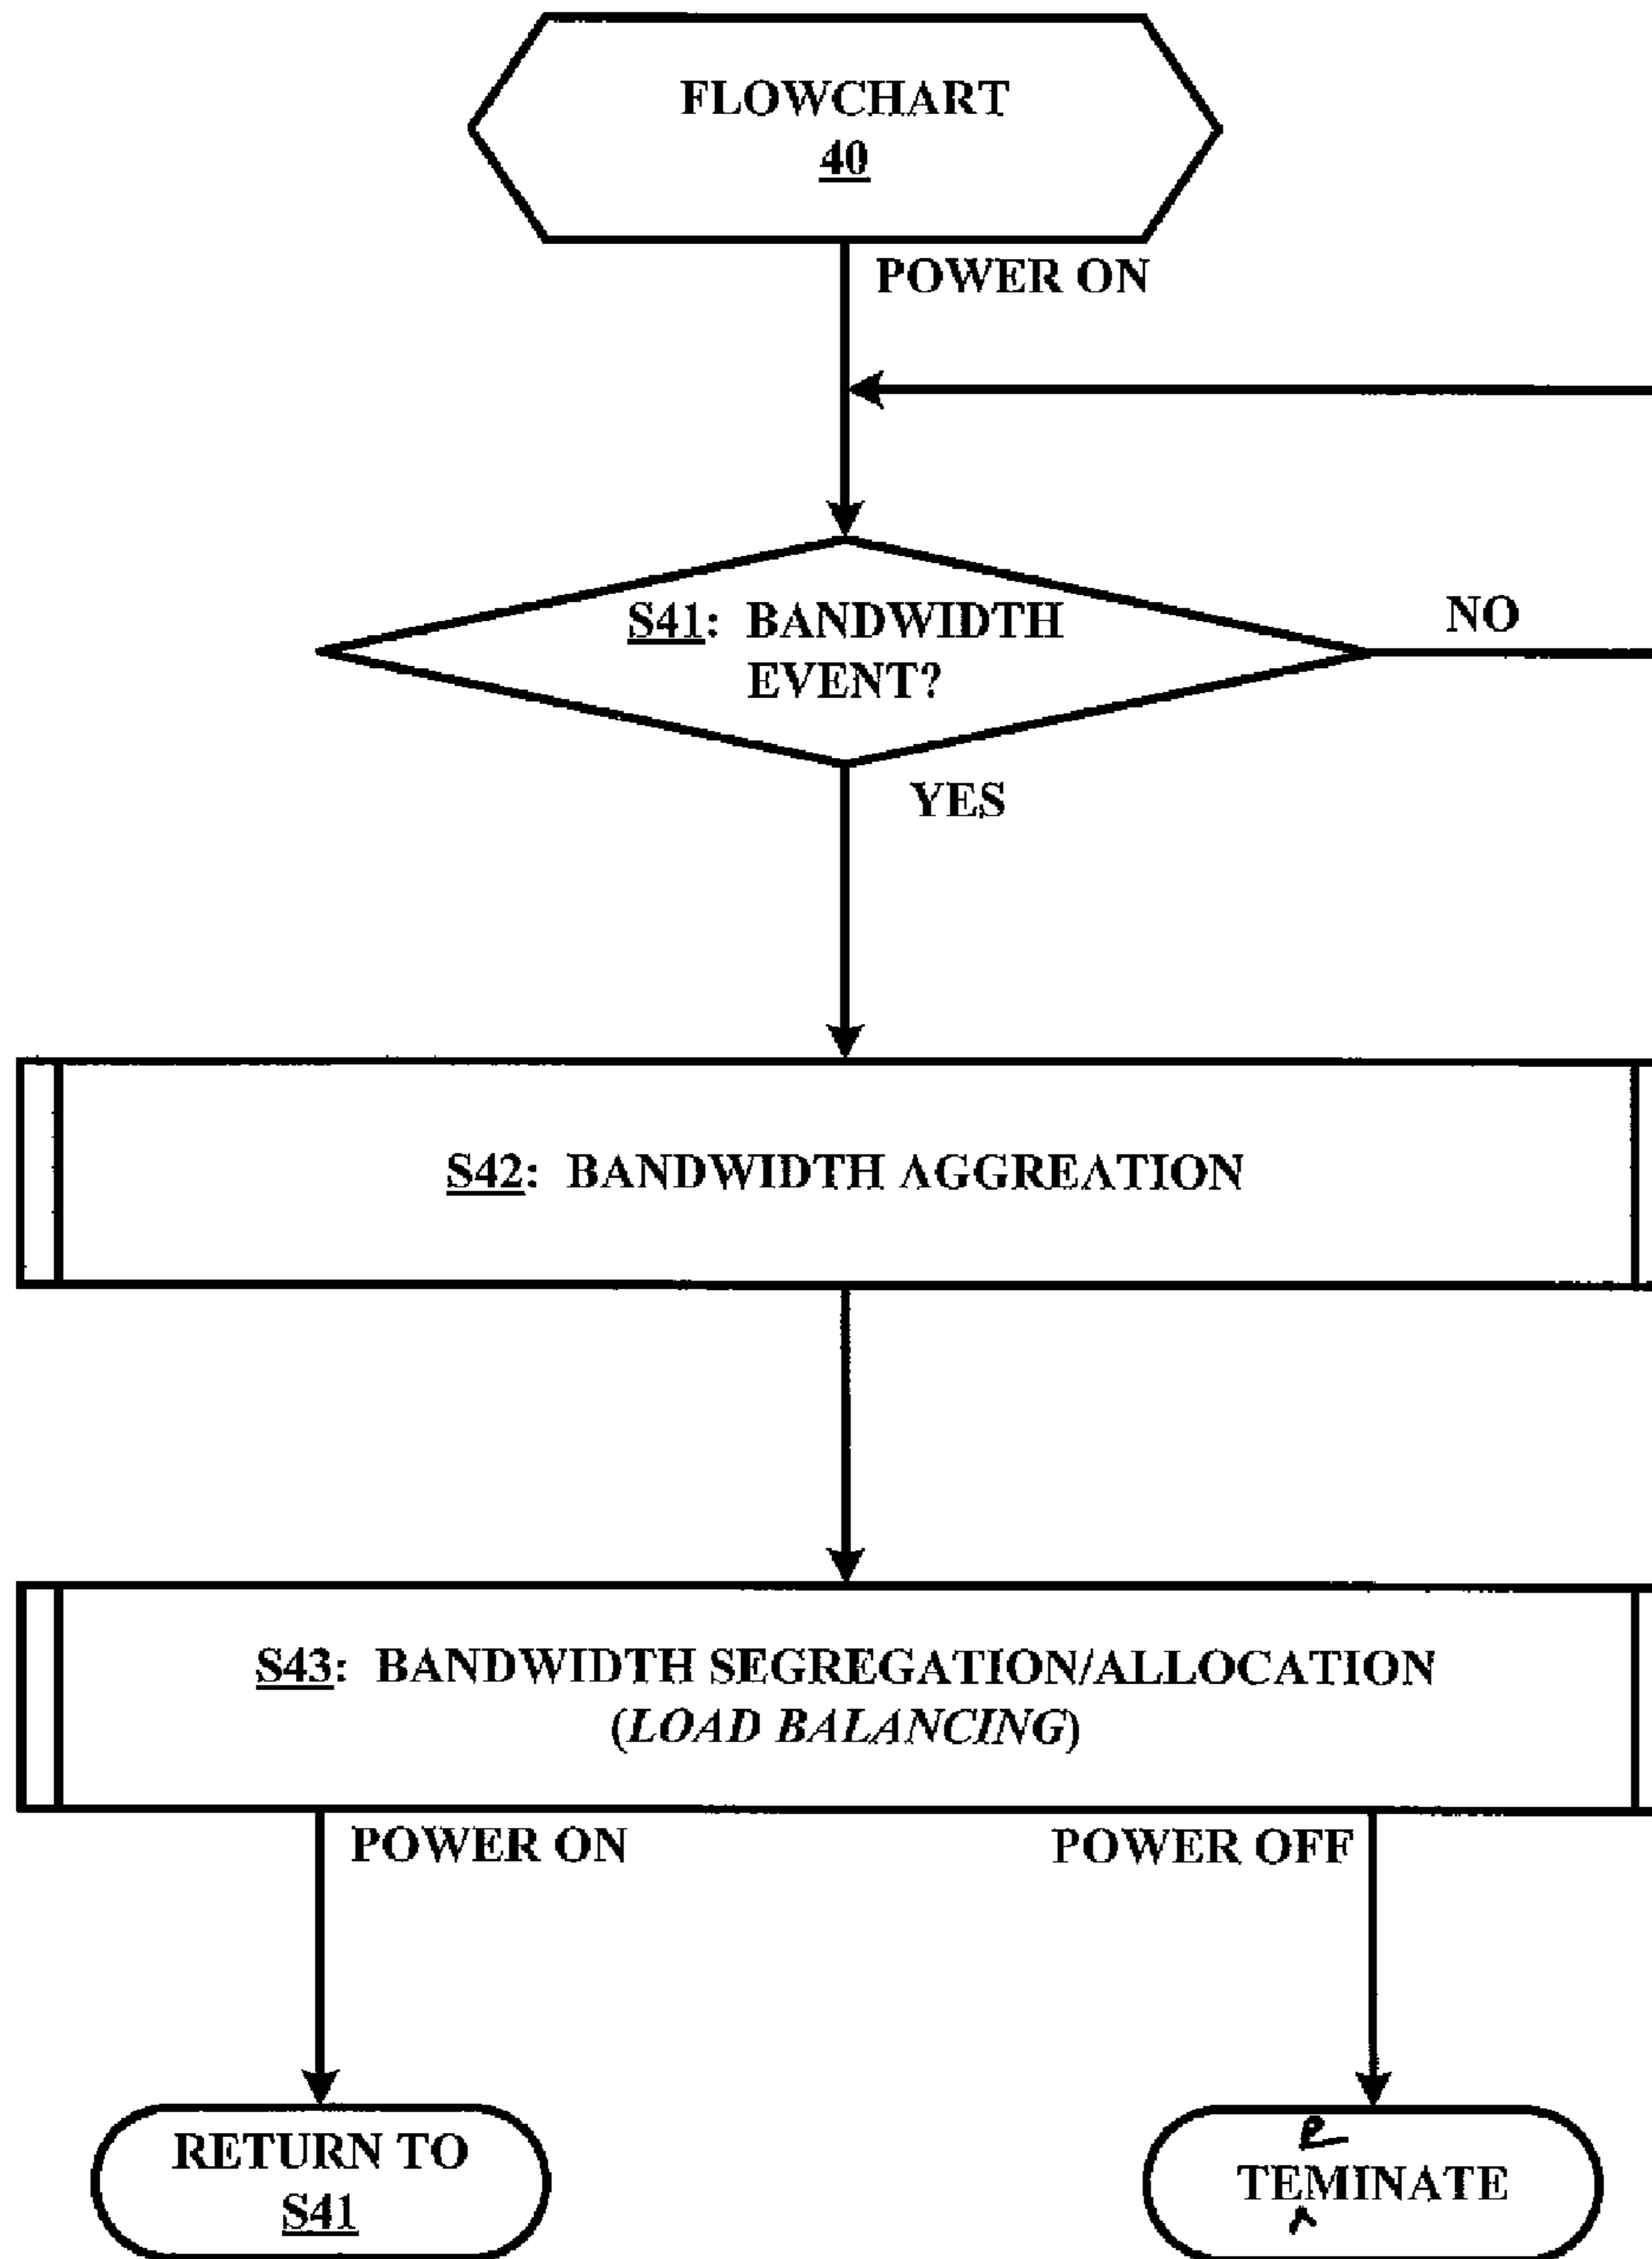 FLOWCHART
40
POWER ON
S41: BANDWIDTH
EVENT?
NO
YES
S42: BANDWIDTH AGGREATION
S43: BANDWIDTH SEGREGATION/ALLOCATION
(LOAD BALANCING)
POWER ON
POWER OFF
RETURN TO
S41
e
TEMINATE